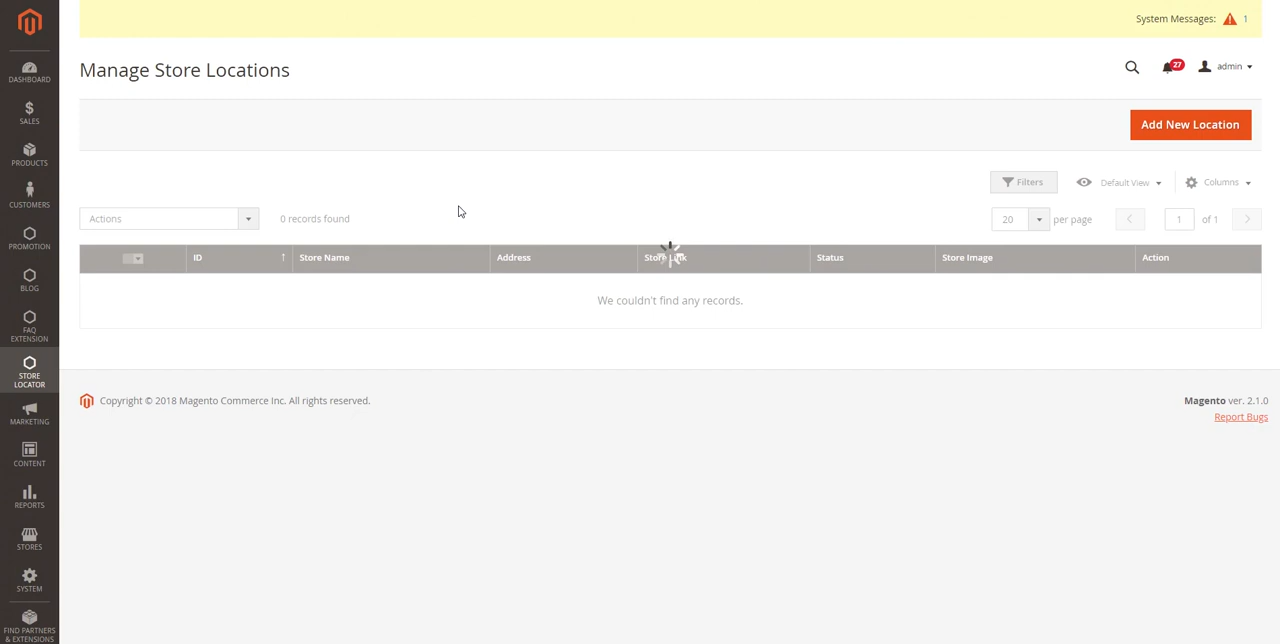 System Messages: 1
Manage Store Locations
27
admin
Add New Location
Filters
Default View
Columns
Actions
0 records found
20
per page
1
of 1
ID
Store Name
Address
Store Link
Status
Store Image
Action
We couldn't find any records.
Copyright © 2018 Magento Commerce Inc. All rights reserved.
Magento ver. 2.1.0
Report Bugs
DASHBOARD
$
SALES
PRODUCTS
CUSTOMERS
PROMOTION
BLOG
FAQ
EXTENSION
STORE
LOCATOR
MARKETING
CONTENT
REPORTS
STORES
SYSTEM
FIND PARTNERS
& EXTENSIONS